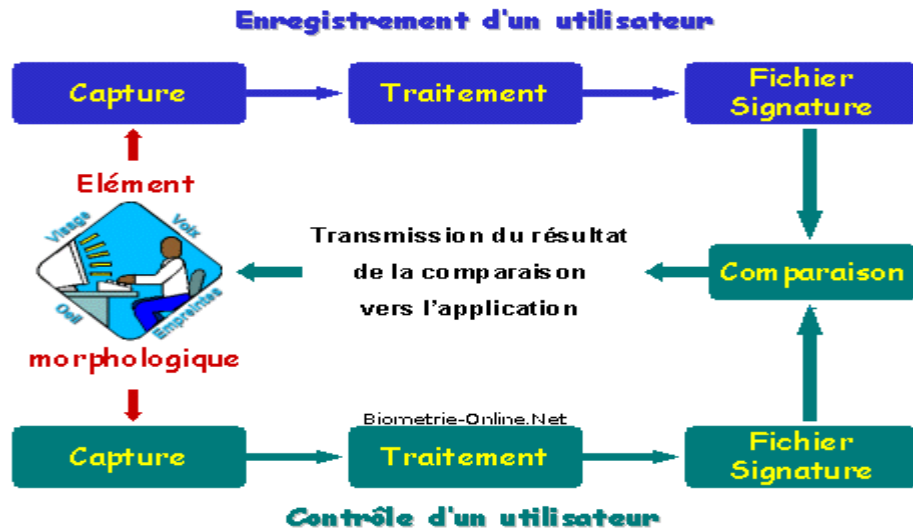 Enregistrement d'un utilisateur
Capture
Traitement
Fichier
Signature
Elément
Visage
Voix
Oeil
Empreintes
morphologique
Transmission du résultat
de la comparaison
vers l'application
Comparaison
Biometrie-Online.Net
Capture
Traitement
Fichier
Signature
Contrôle d'un utilisateur